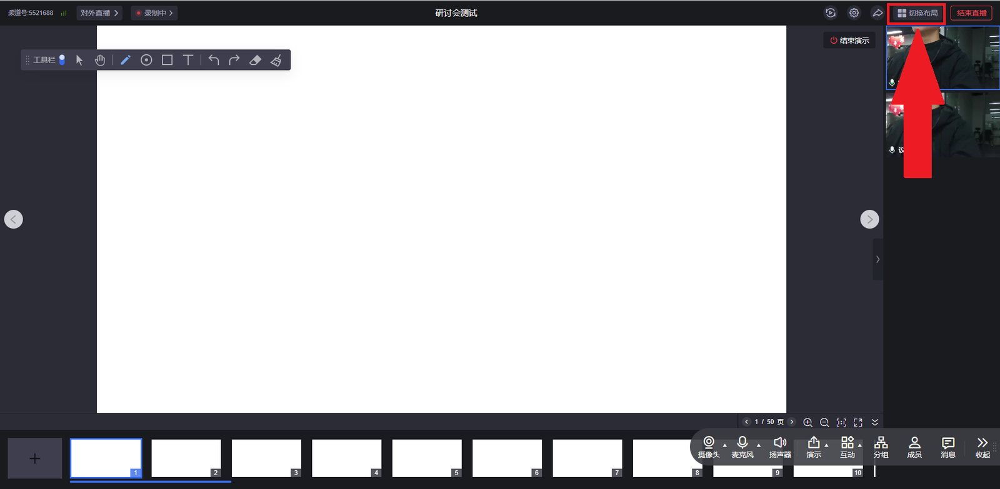 频道号:5521688
对外直播
录制中
研讨会测试
切换布局
结束直播
结束演示
工具栏
1 / 50 页
1
2
3
4
5
6
7
8
9
10
摄像头
麦克风
扬声器
演示
互动
分组
成员
消息
收起